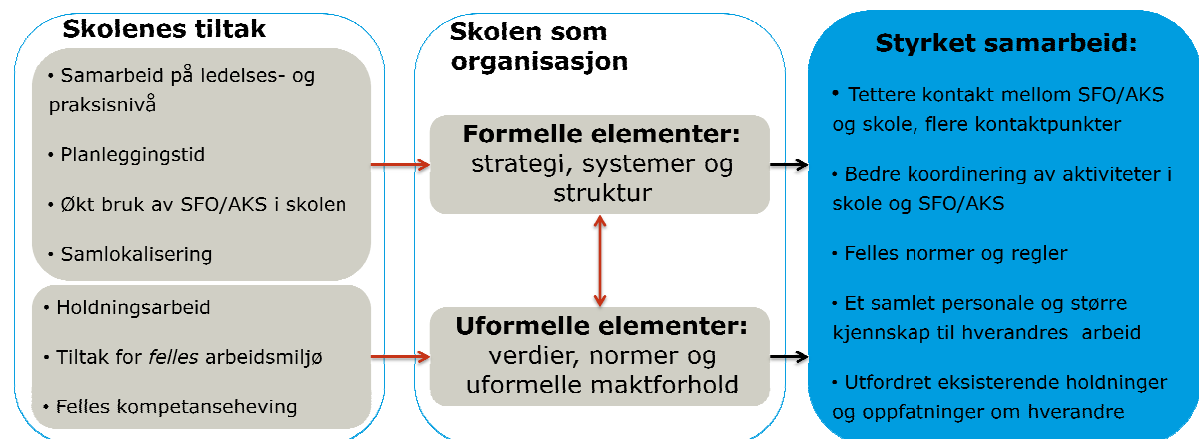 Skolenes tiltak
• Samarbeid på ledelses- og
praksisnivå
• Planleggingstid
• Økt bruk av SFO/AKS i skolen
• Samlokalisering
• Holdningsarbeid
• Tiltak for felles arbeidsmiljø
• Felles kompetanseheving
Skolen som
organisasjon
Formelle elementer:
strategi, systemer og
struktur
Uformelle elementer:
verdier, normer og
uformelle maktforhold
Styrket samarbeid:
• Tettere kontakt mellom SFO/AKS
og skole, flere kontaktpunkter
• Bedre koordinering av aktiviteter i
skole og SFO/AKS
• Felles normer og regler
• Et samlet personale og større
kjennskap til hverandres arbeid
• Utfordret eksisterende holdninger
og oppfatninger om hverandre